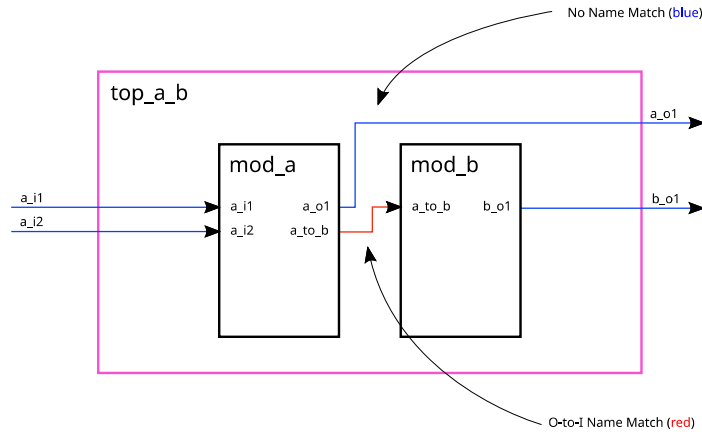 No Name Match (blue)
top_a_b
a_o1
mod_a
mod_b
a_i1
a_i1
a_o1
a_to_b
b_o1
b_o1
a_i2
a_i2
a_to_b
O-to-I Name Match (red)